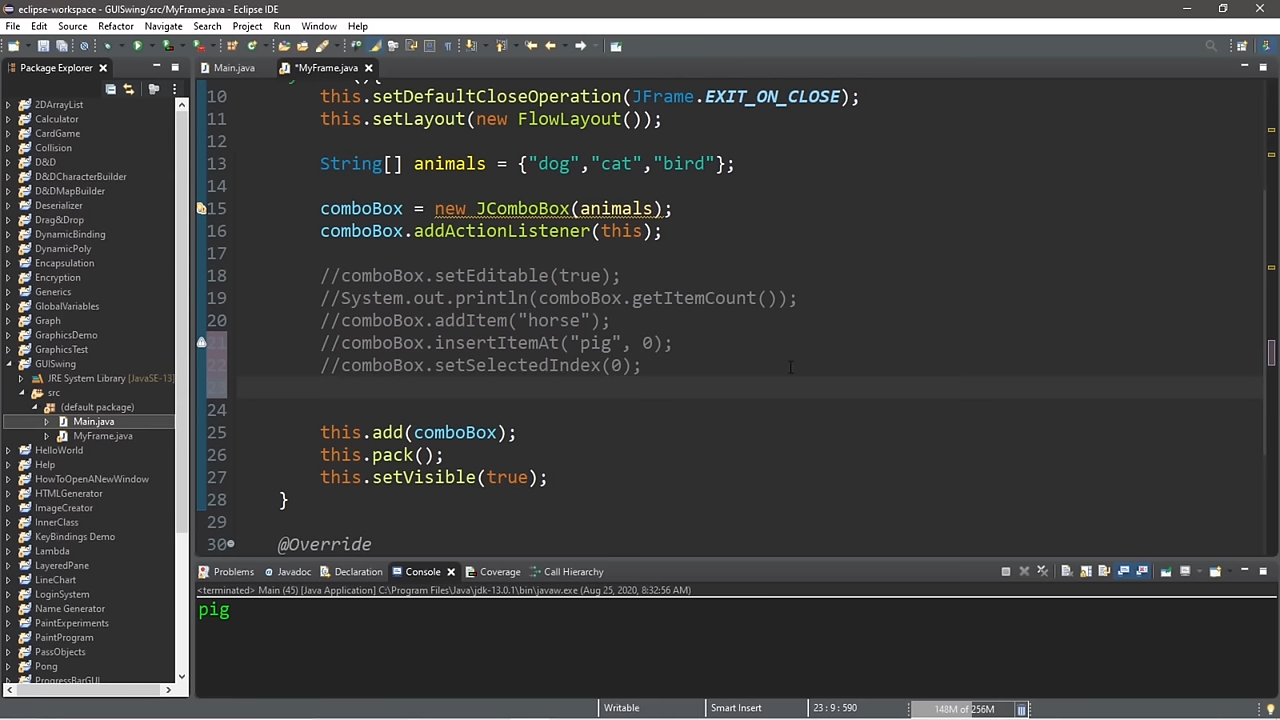 eclipse-workspace - GUISwing/src/MyFrame.java - Eclipse IDE
File Edit Source Refactor Navigate Search Project Run Window Help
Package Explorer
Main.java *MyFrame.java
2DArrayList
Calculator
CardGame
Collision
D&D
D&DCharacterBuilder
D&DMapBuilder
Deserializer
Drag&Drop
DynamicBinding
DynamicPoly
Encapsulation
Encryption
Generics
GlobalVariables
Graph
GraphicsDemo
GraphicsTest
GUISwing
JRE System Library [JavaSE-13]
src
(default package)
Main.java
MyFrame.java
HelloWorld
Help
HowToOpenANewWindow
HTMLGenerator
ImageCreator
InnerClass
KeyBindings Demo
Lambda
LayeredPane
LineChart
LoginSystem
Name Generator
PaintExperiments
PaintProgram
PassObjects
Pong
ProgressBarGUI
10 this.setDefaultCloseOperation(JFrame.EXIT_ON_CLOSE);
11 this.setLayout(new FlowLayout());
12
13 String[] animals = {"dog","cat","bird"};
14
15 comboBox = new JComboBox(animals);
16 comboBox.addActionListener(this);
17
18 //comboBox.setEditable(true);
19 //System.out.println(comboBox.getItemCount());
20 //comboBox.addItem("horse");
21 //comboBox.insertItemAt("pig", 0);
22 //comboBox.setSelectedIndex(0);
23
24
25 this.add(comboBox);
26 this.pack();
27 this.setVisible(true);
28 }
29
30 @Override
Problems Javadoc Declaration Console Coverage Call Hierarchy
<terminated> Main (45) [Java Application] C:\Program Files\Java\jdk-13.0.1\bin\javaw.exe (Aug 25, 2020, 8:32:56 AM)
pig
Writable Smart Insert 23 : 9 : 590 148M of 256M